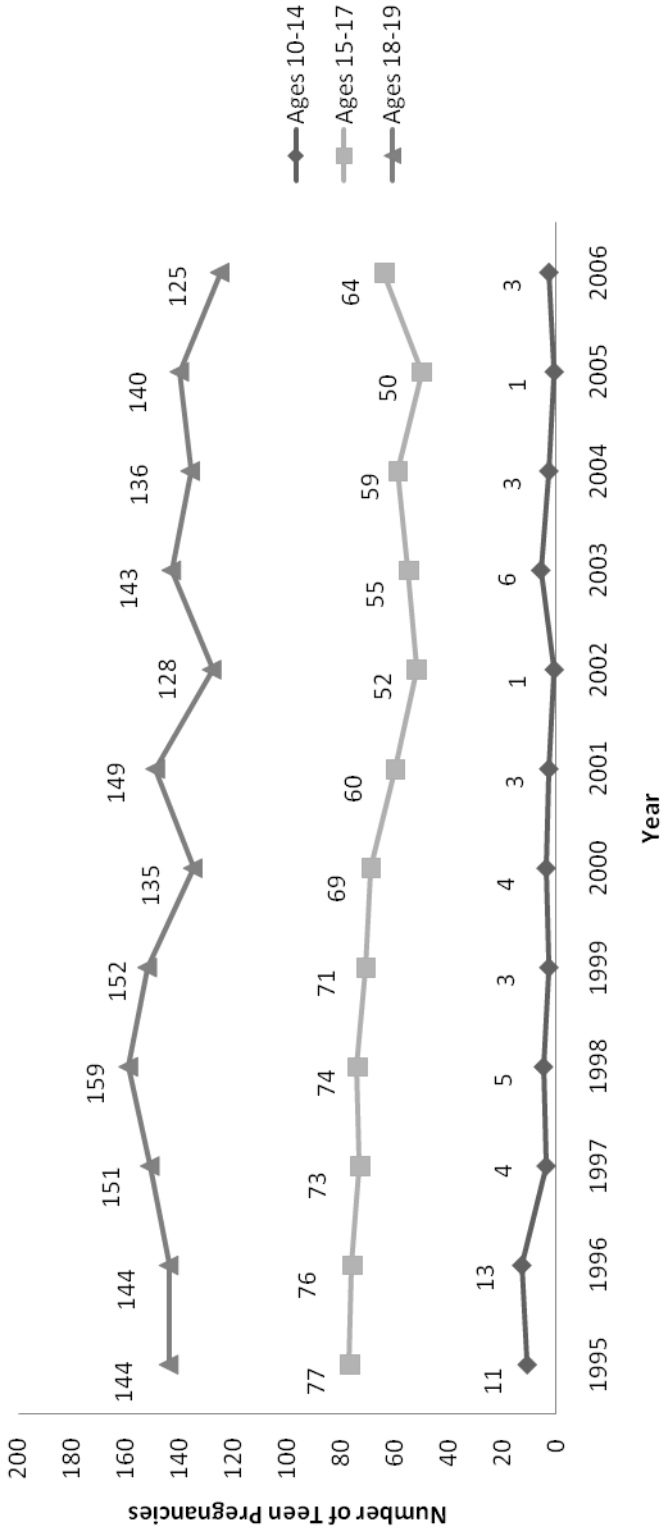 Number of Teen Pregnancies
200
180
160
140
120
100
80
60
40
20
0
144 144 151 159 152 135 149 128 143 136 140 125
77 76 73 74 71 69 60 52 55 59 50 64
11 13 4 5 3 4 3 1 6 3 1 3
1995 1996 1997 1998 1999 2000 2001 2002 2003 2004 2005 2006
Year
Ages 10-14
Ages 15-17
Ages 18-19